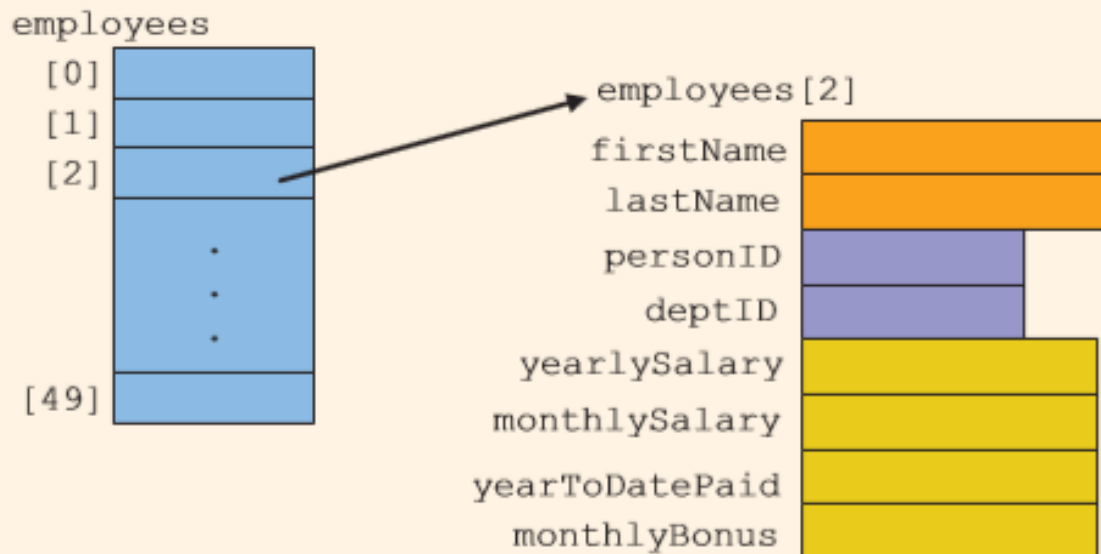 employees
[0]
[1]
[2]
[49]
employees[2]
firstName
lastName
personID
deptID
yearlySalary
monthlySalary
yearToDatePaid
monthlyBonus